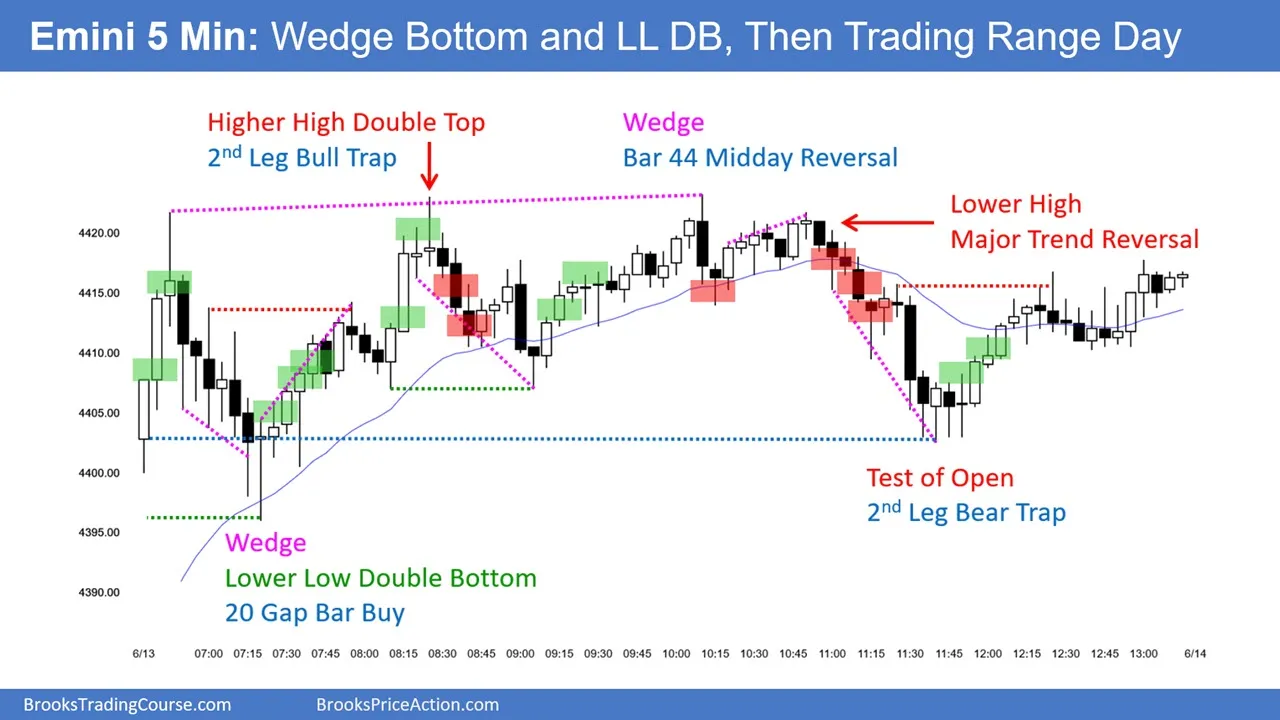 Emini 5 Min: Wedge Bottom and LL DB, Then Trading Range Day
Higher High Double Top
2nd Leg Bull Trap
Wedge
Bar 44 Midday Reversal
Lower High
Major Trend Reversal
4420.00
4415.00
4410.00
4405.00
4400.00
4395.00
4390.00
Test of Open
2nd Leg Bear Trap
Wedge
Lower Low Double Bottom
20 Gap Bar Buy
6/13 07:00 07:15 07:30 07:45 08:00 08:15 08:30 08:45 09:00 09:15 09:30 09:45 10:00 10:15 10:30 10:45 11:00 11:15 11:30 11:45 12:00 12:15 12:30 12:45 13:00 6/14
BrooksTradingCourse.com BrooksPriceAction.com